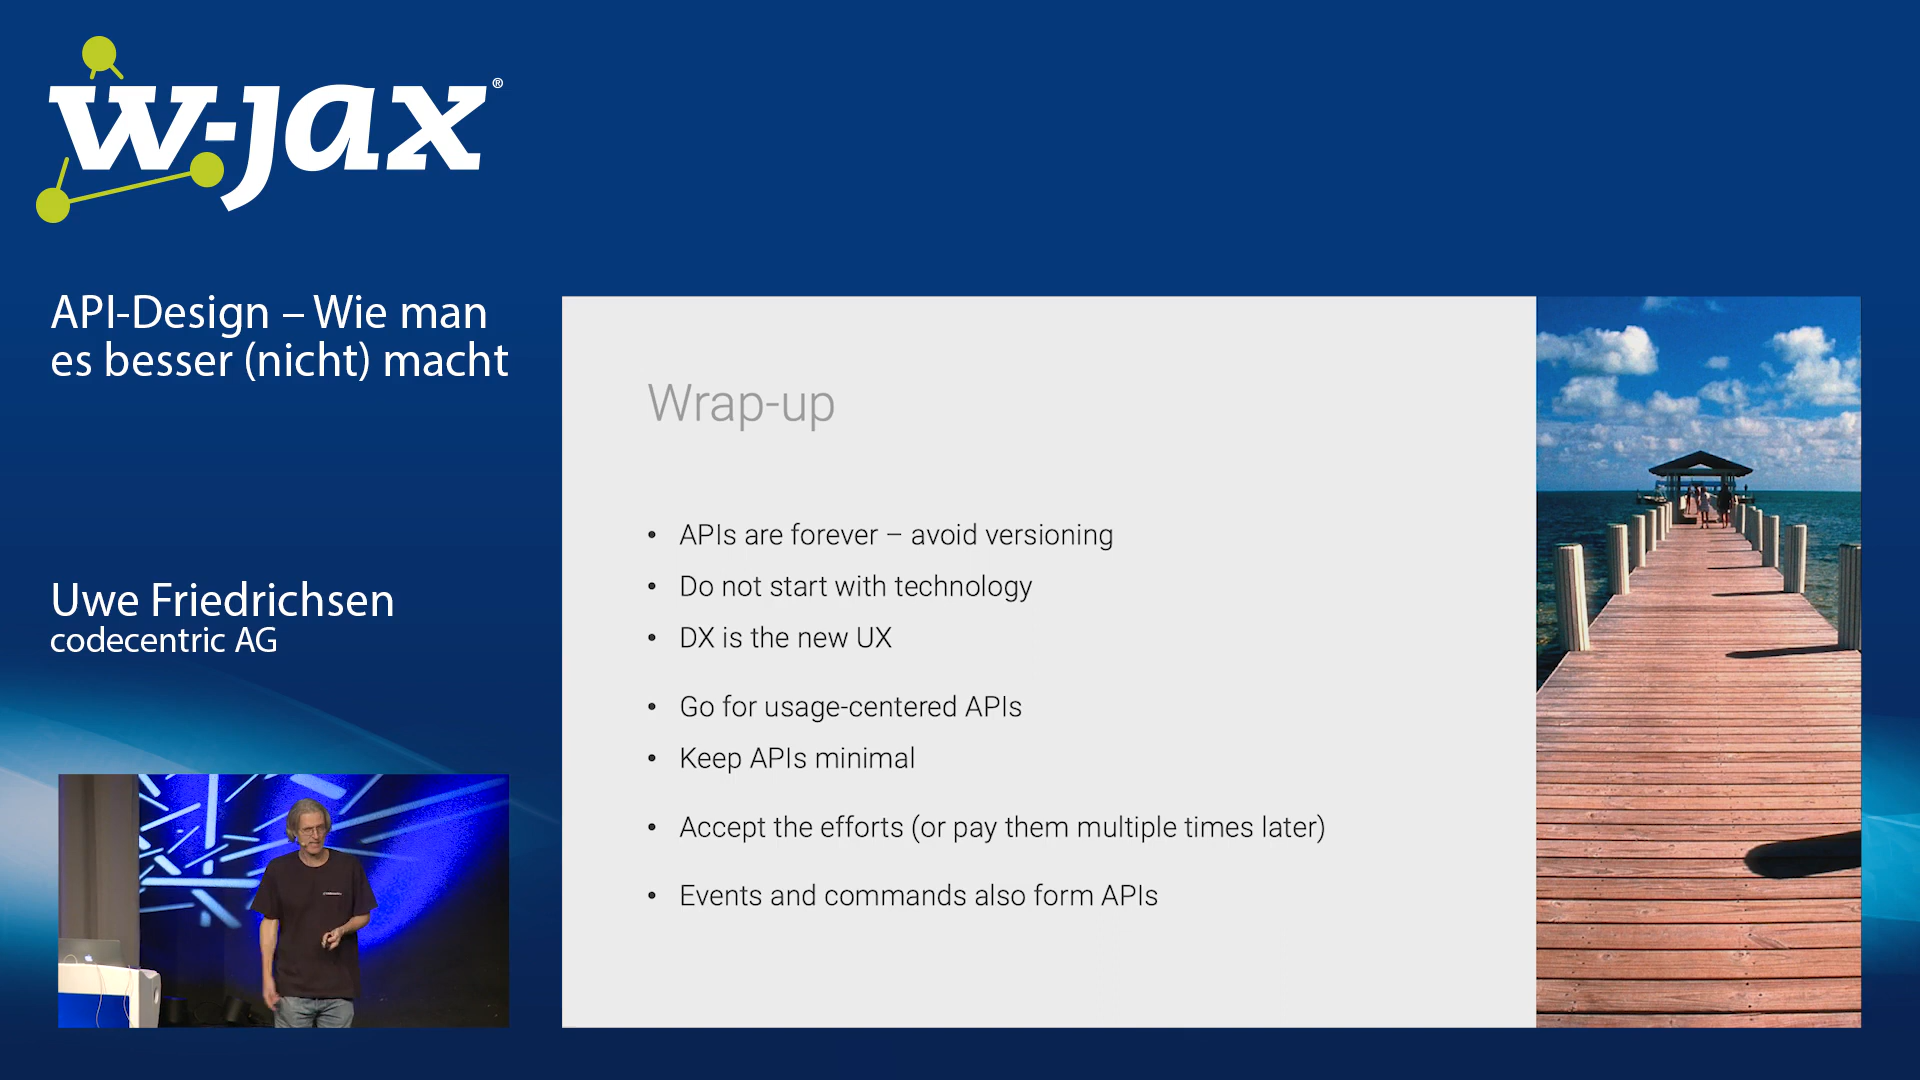 w-jax®
API-Design – Wie man
es besser (nicht) macht
Uwe Friedrichsen
codecentric AG
Wrap-up
• APIs are forever – avoid versioning
• Do not start with technology
• DX is the new UX
• Go for usage-centered APIs
• Keep APIs minimal
• Accept the efforts (or pay them multiple times later)
• Events and commands also form APIs